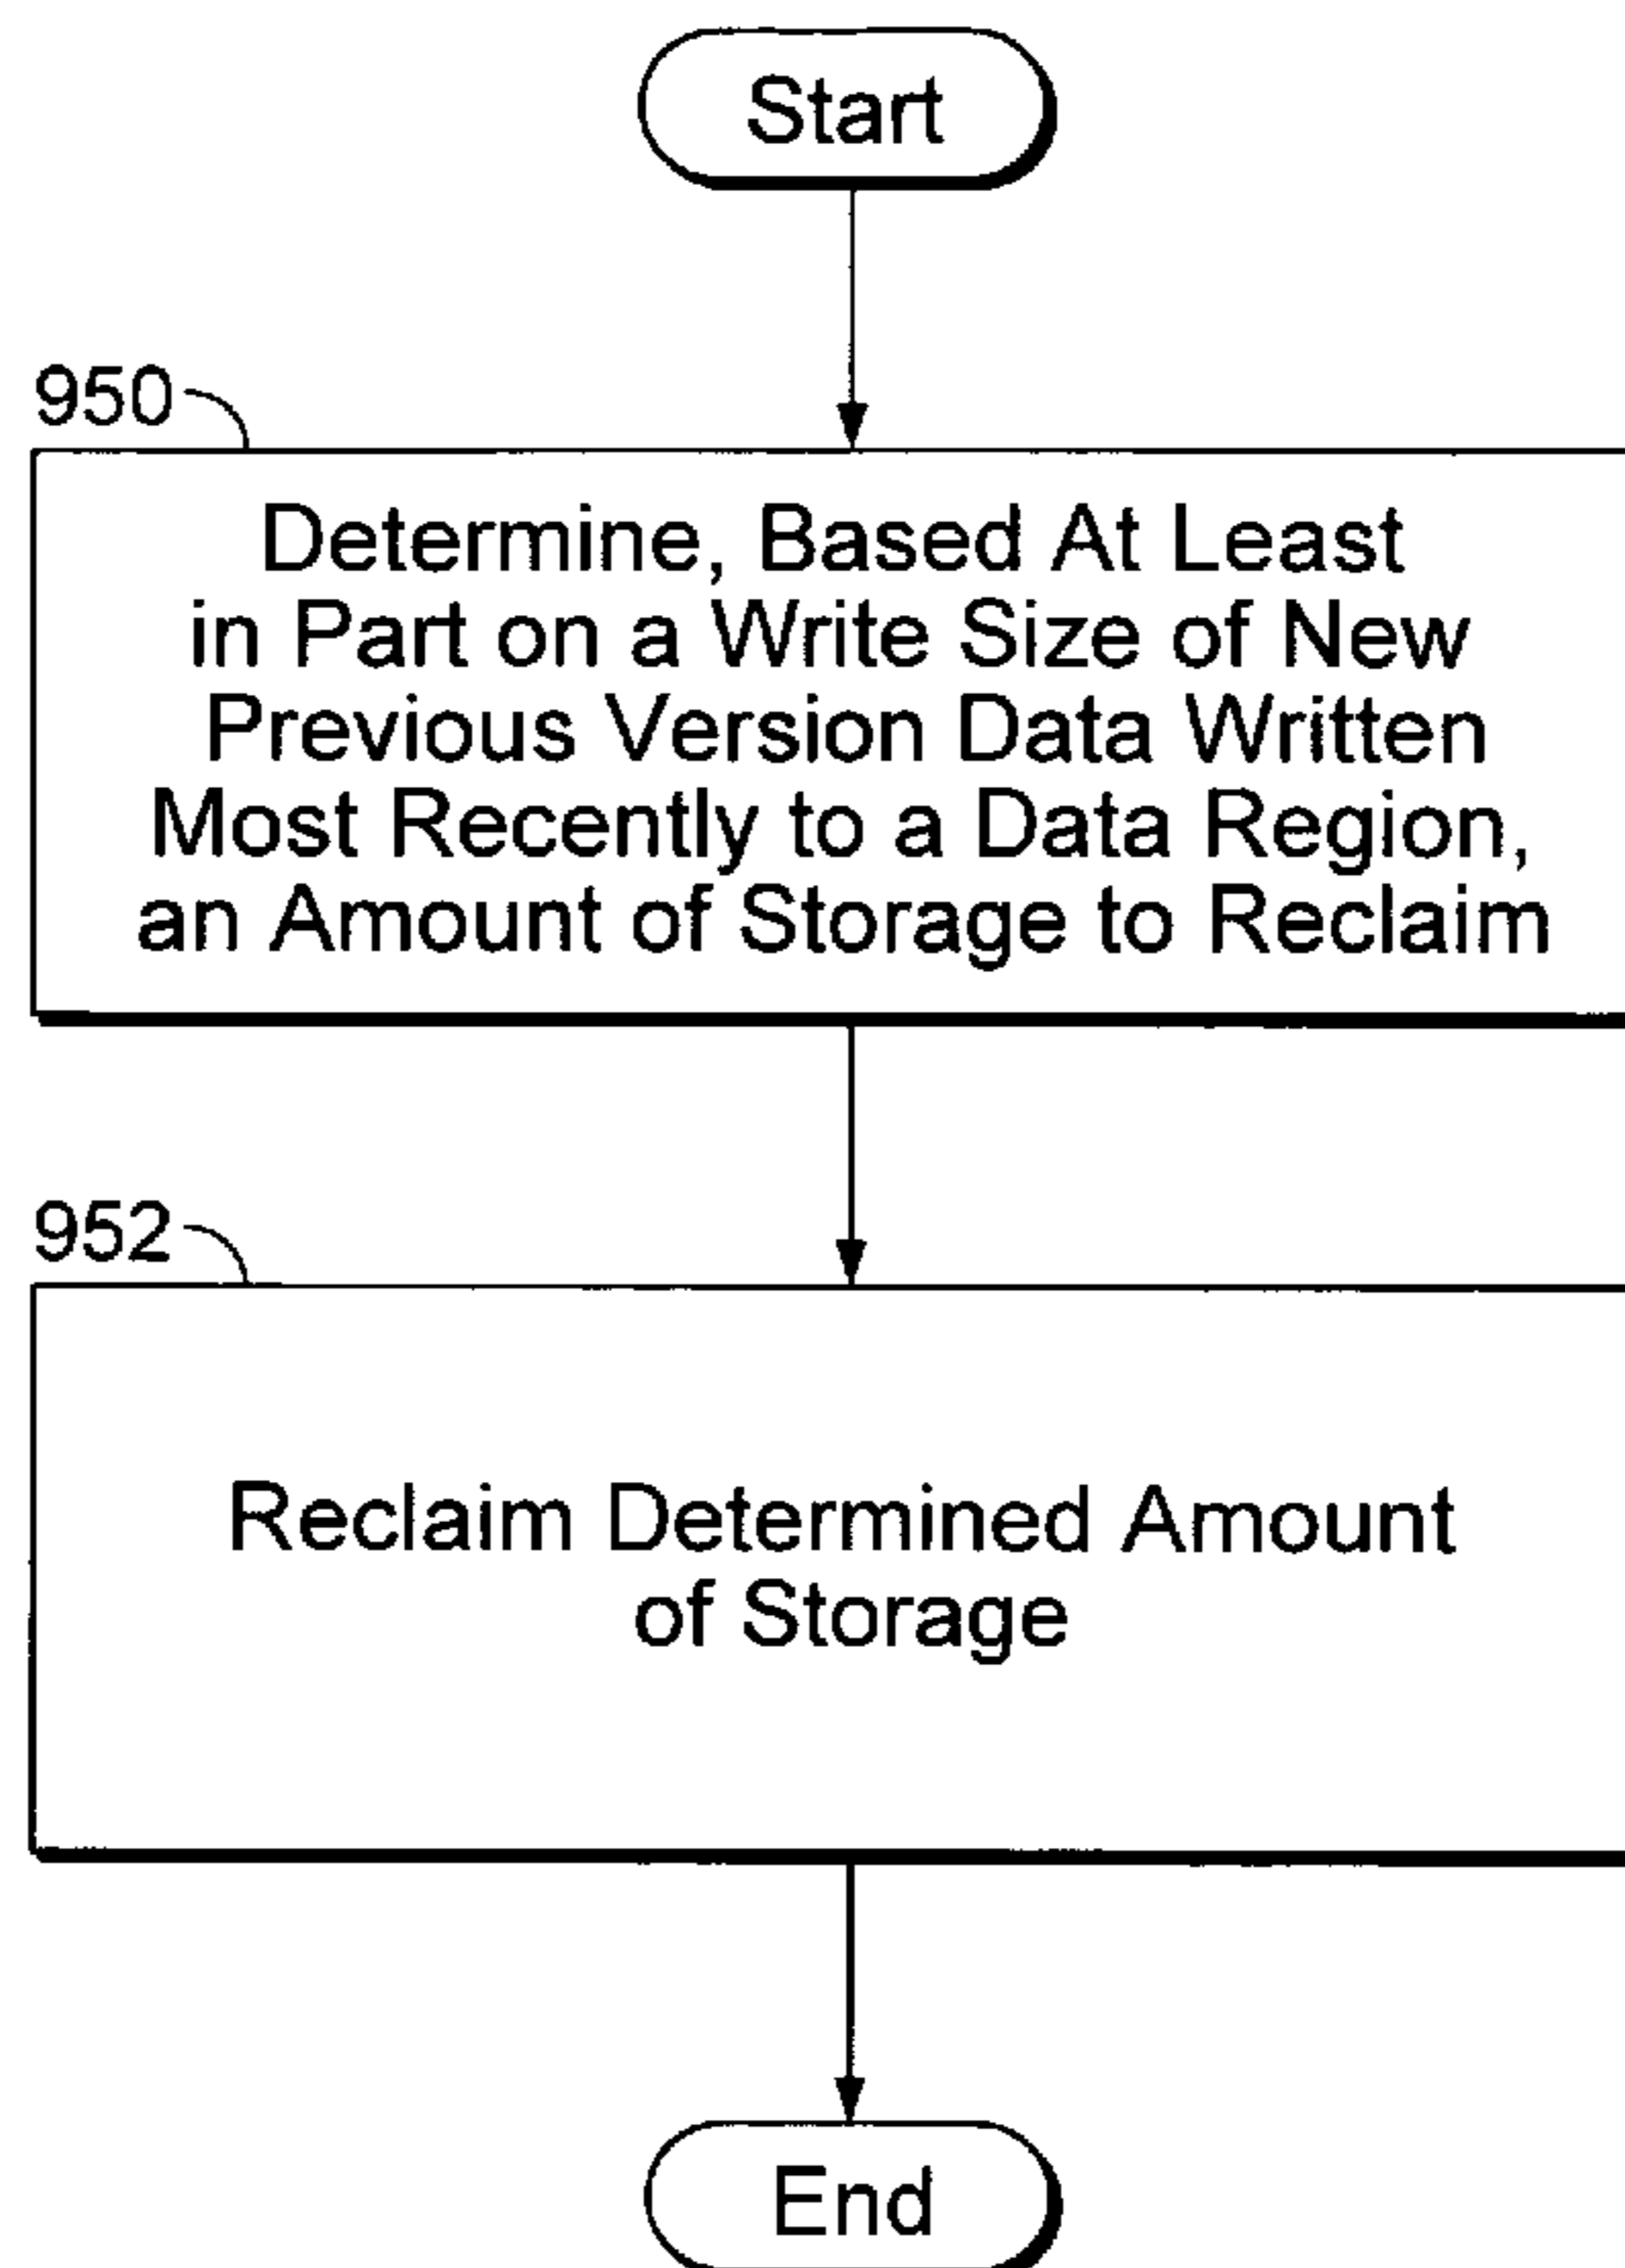 Start
950
Determine, Based At Least
in Part on a Write Size of New
Previous Version Data Written
Most Recently to a Data Region,
an Amount of Storage to Reclaim
952
Reclaim Determined Amount
of Storage
End